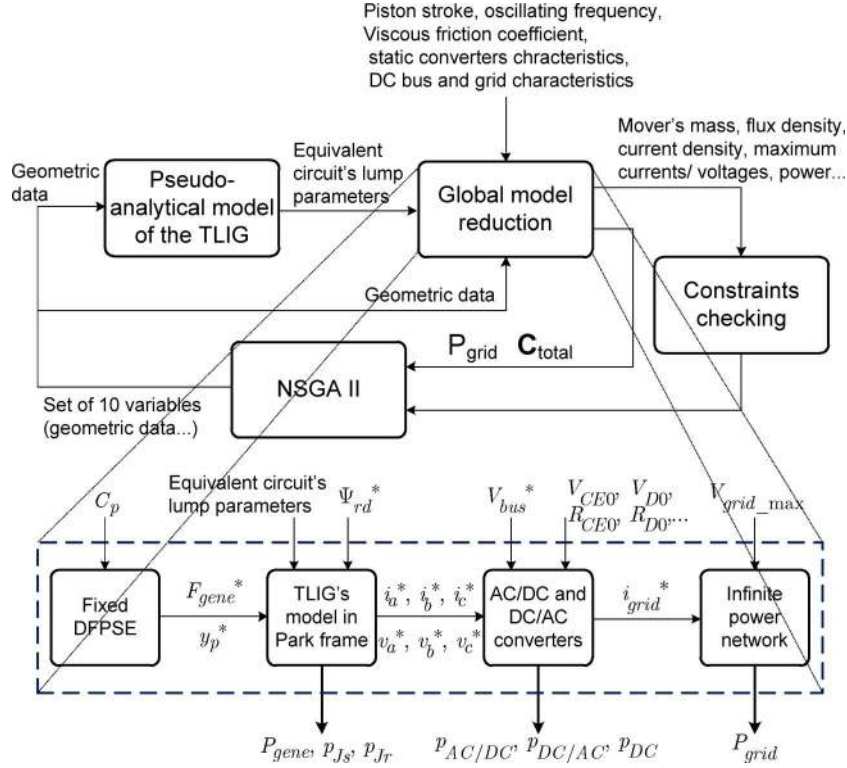 Piston stroke, oscillating frequency,
Viscous friction coefficient,
static converters chracteristics,
DC bus and grid characteristics
Mover's mass, flux density,
current density, maximum
currents/ voltages, power...
Geometric
data
Pseudo-
analytical model
of the TLIG
Equivalent
circuit's lump
parameters
Global model
reduction
Geometric data
Constraints
checking
P_grid C_total
NSGA II
Set of 10 variables
(geometric data...)
C_p
Equivalent circuit's
lump parameters
Ψ_rd*
V_bus*
V_CE0, V_D0,
R_CE0, R_D0,...
V_grid_max
Fixed
DFPSE
F_gene*
y_p*
TLIG's
model in
Park frame
i_a*, i_b*, i_c*
v_a*, v_b*, v_c*
AC/DC and
DC/AC
converters
i_grid*
Infinite
power
network
P_gene, p_Js, p_Jr
p_AC/DC, p_DC/AC, p_DC
P_grid